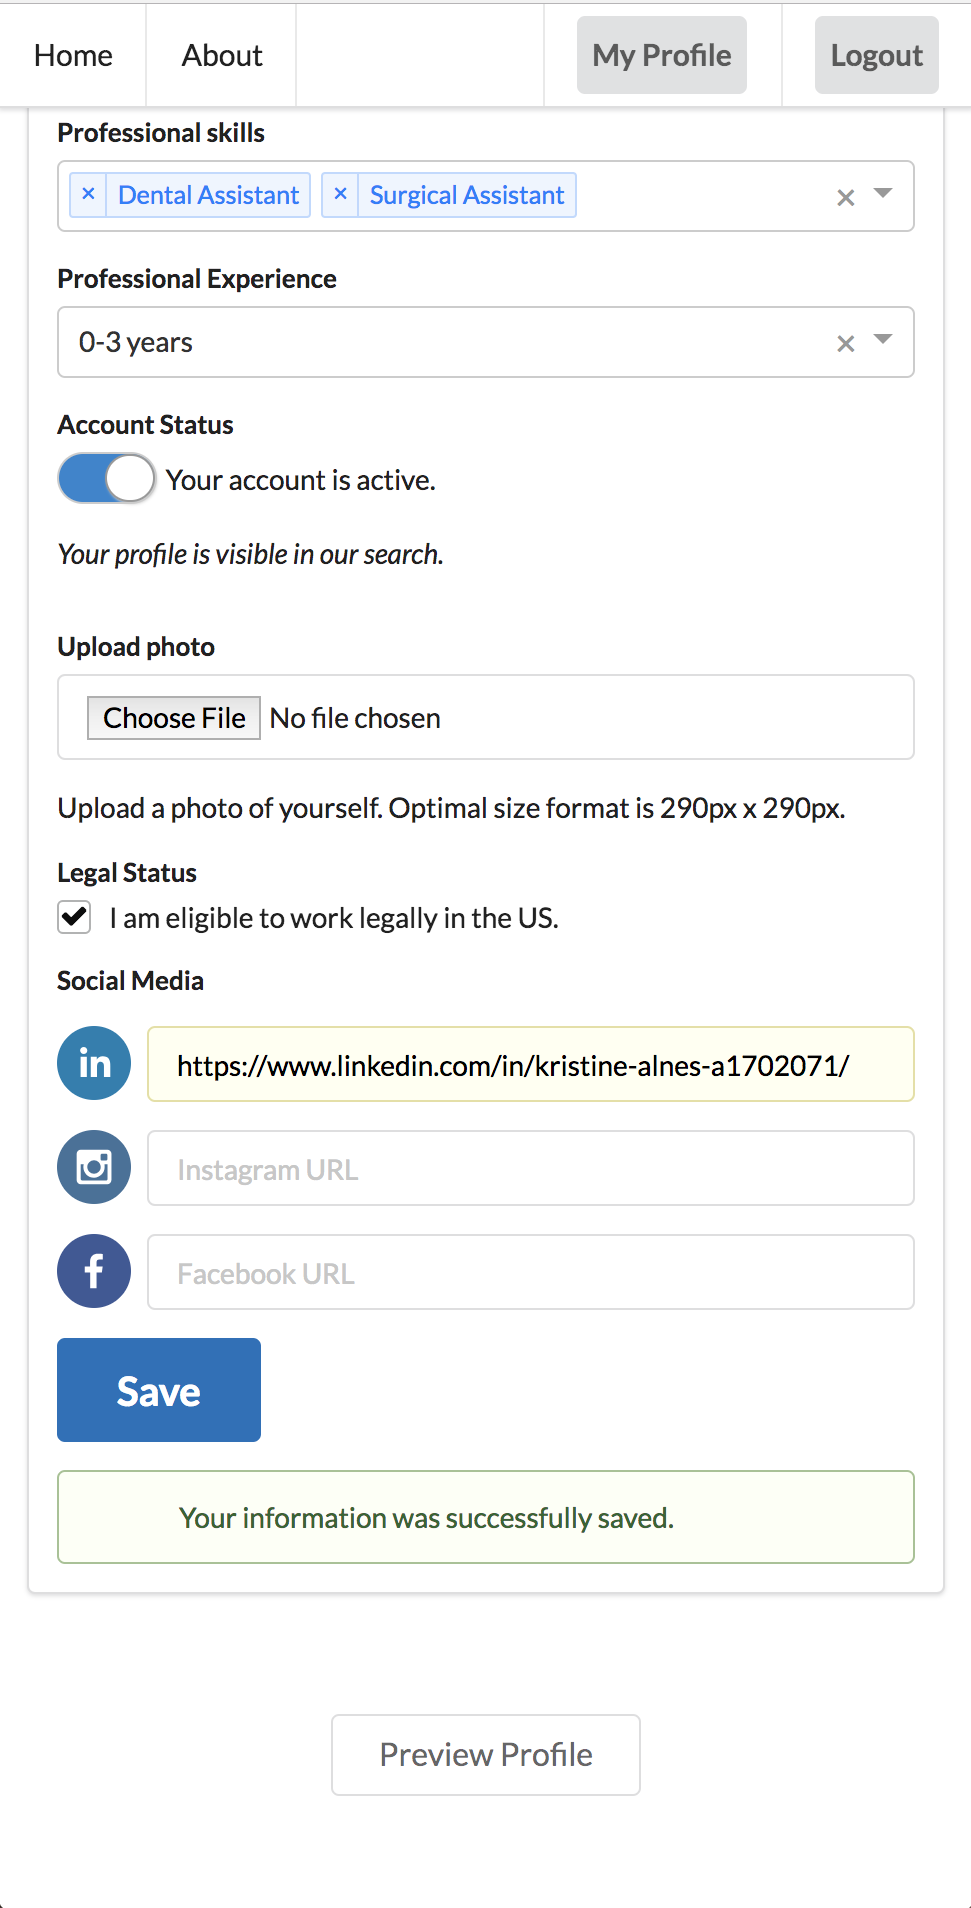 Home About My Profile Logout
Professional skills
× Dental Assistant × Surgical Assistant ×
Professional Experience
0-3 years ×
Account Status
Your account is active.
Your profile is visible in our search.
Upload photo
Choose File No file chosen
Upload a photo of yourself. Optimal size format is 290px x 290px.
Legal Status
I am eligible to work legally in the US.
Social Media
in https://www.linkedin.com/in/kristine-alnes-a1702071/
Instagram URL
f Facebook URL
Save
Your information was successfully saved.
Preview Profile